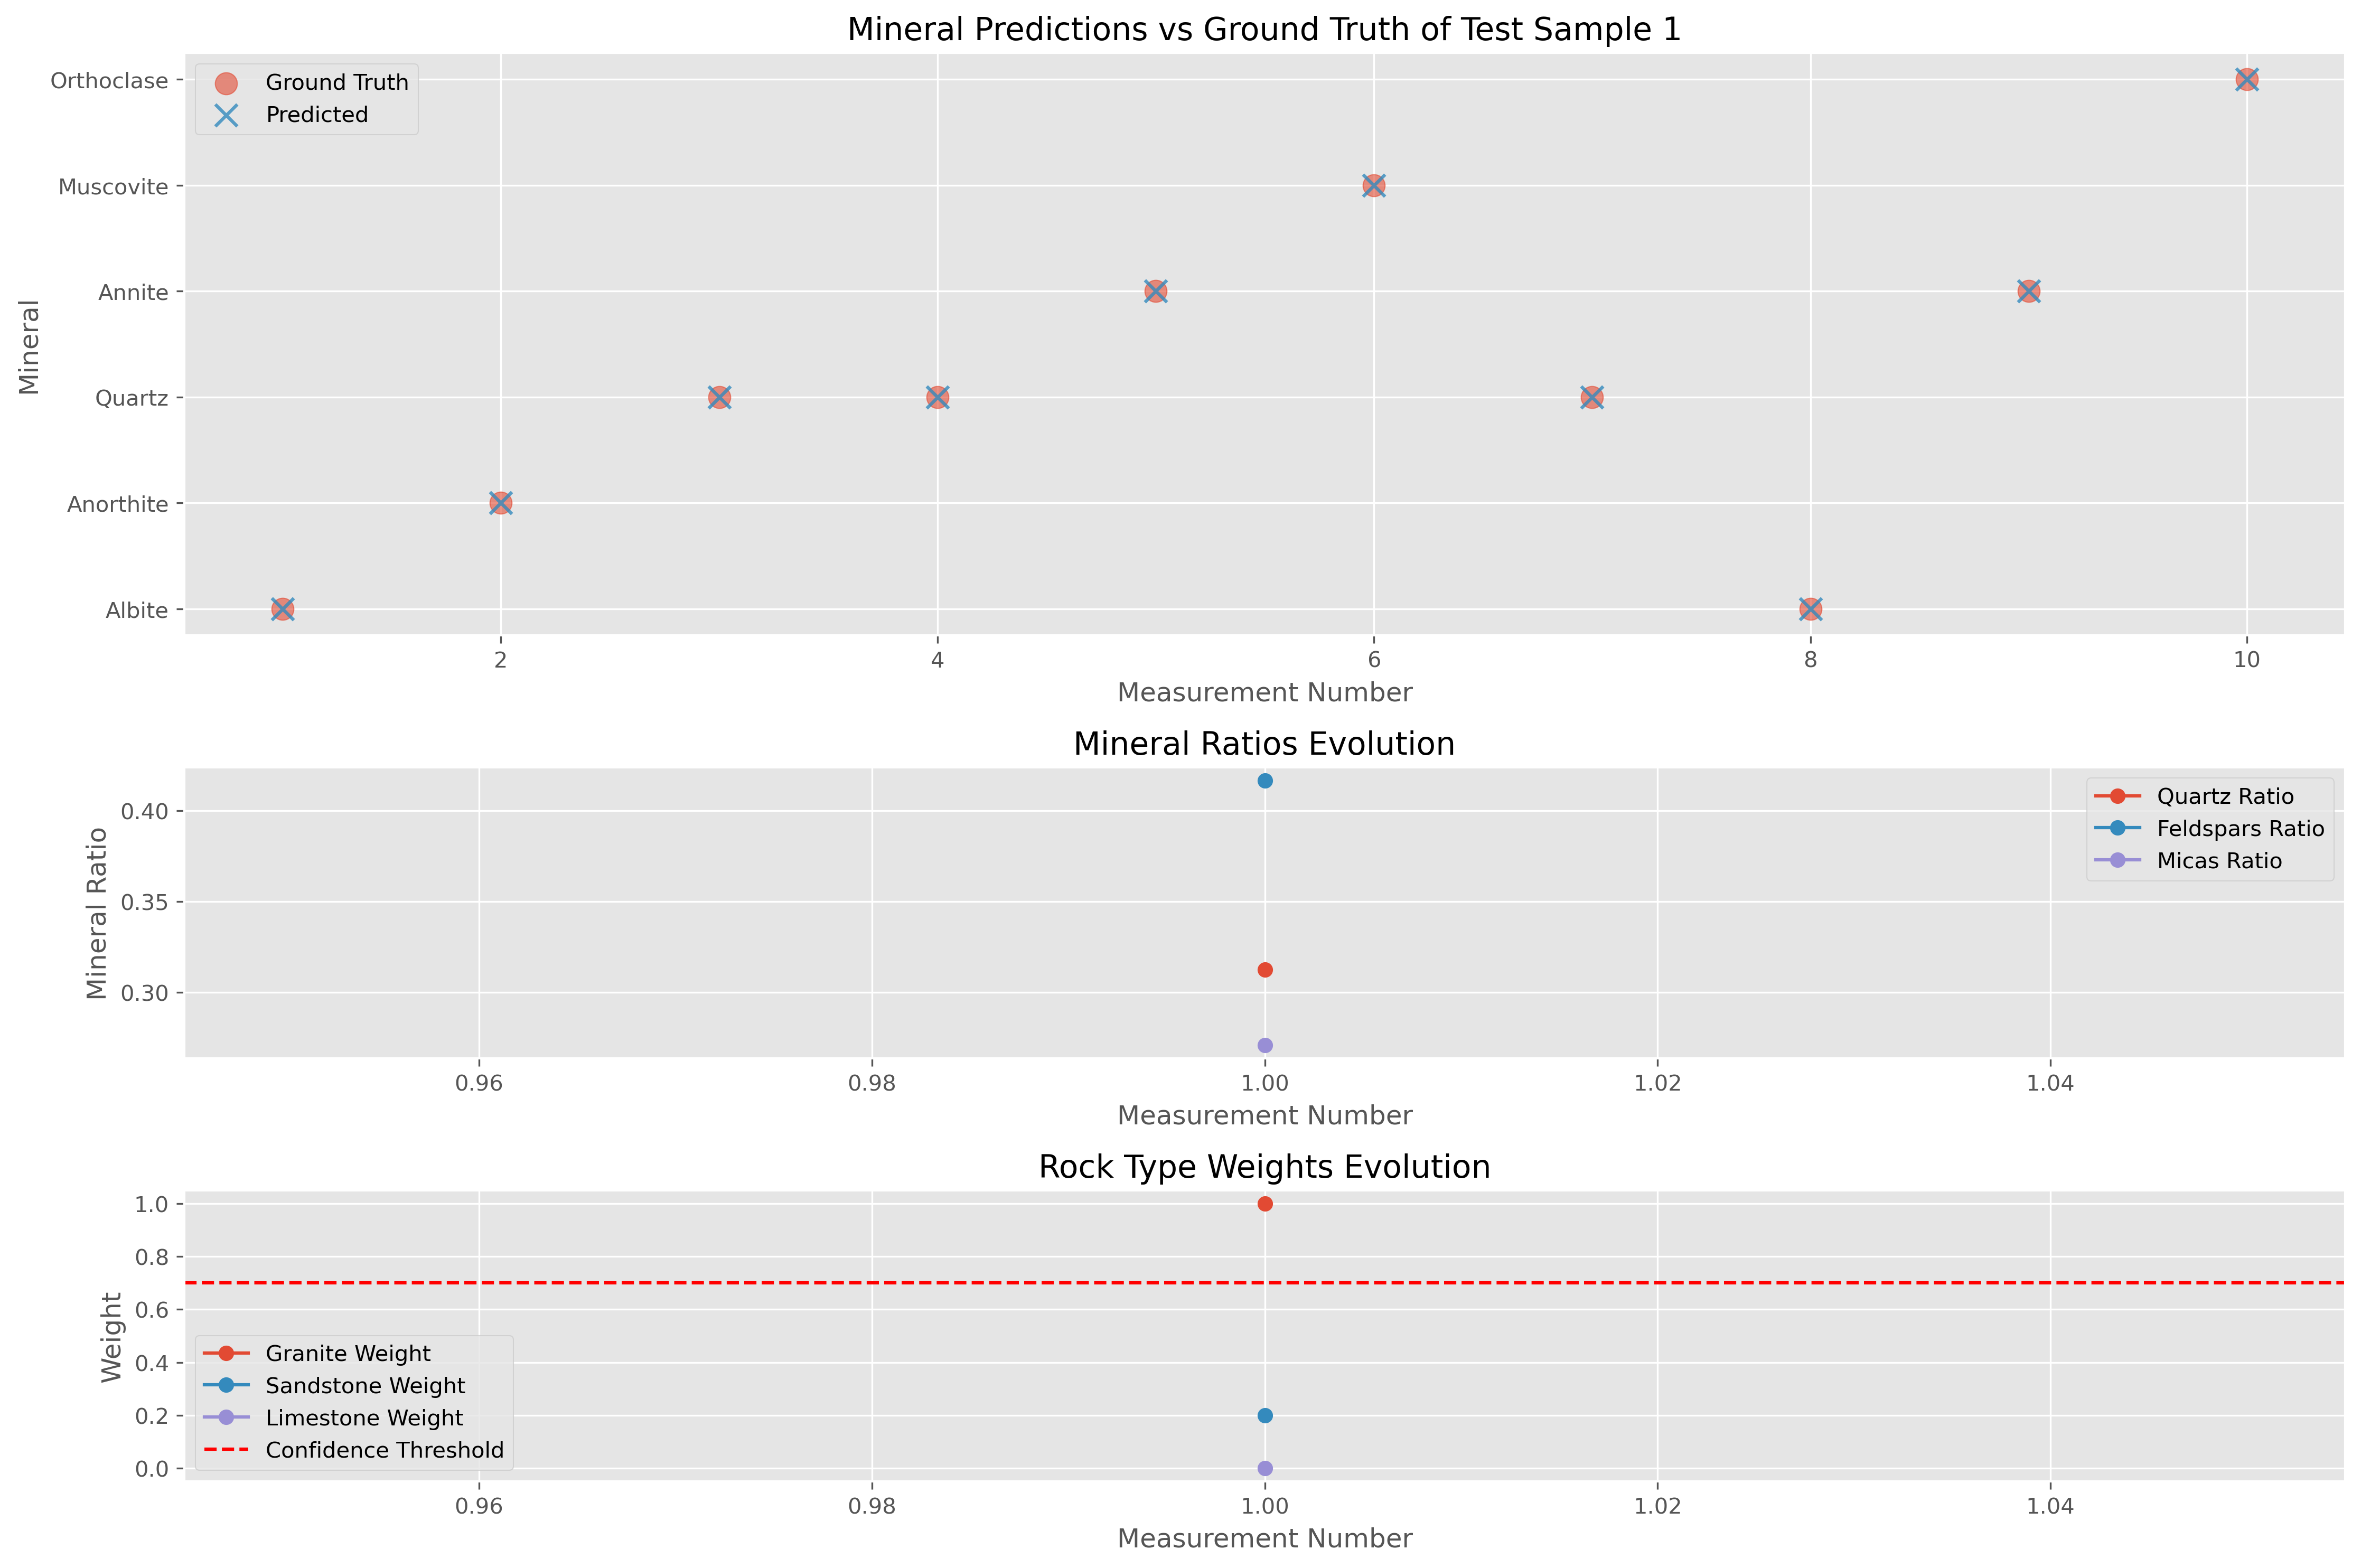 Mineral Predictions vs Ground Truth of Test Sample 1
Ground Truth
Predicted
Orthoclase
Muscovite
Annite
Quartz
Anorthite
Albite
Mineral
2 4 6 8 10
Measurement Number
Mineral Ratios Evolution
Quartz Ratio
Feldspars Ratio
Micas Ratio
0.40
0.35
0.30
Mineral Ratio
0.96 0.98 1.00 1.02 1.04
Measurement Number
Rock Type Weights Evolution
1.0
0.8
0.6
0.4
0.2
0.0
Weight
Granite Weight
Sandstone Weight
Limestone Weight
Confidence Threshold
0.96 0.98 1.00 1.02 1.04
Measurement Number